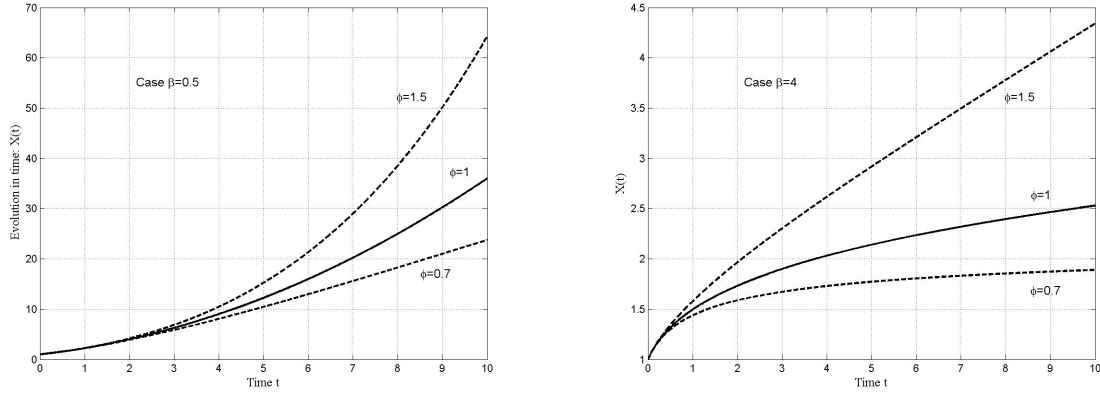 Evolution in time: X(t)
70
60
50
40
30
20
10
0
Case β=0.5
ϕ=1.5
ϕ=1
ϕ=0.7
0 1 2 3 4 5 6 7 8 9 10
Time t
X(t)
4.5
4
3.5
3
2.5
2
1.5
1
Case β=4
ϕ=1.5
ϕ=1
ϕ=0.7
0 1 2 3 4 5 6 7 8 9 10
Time t